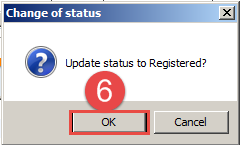 Change of status
Update status to Registered?
6
OK
Cancel